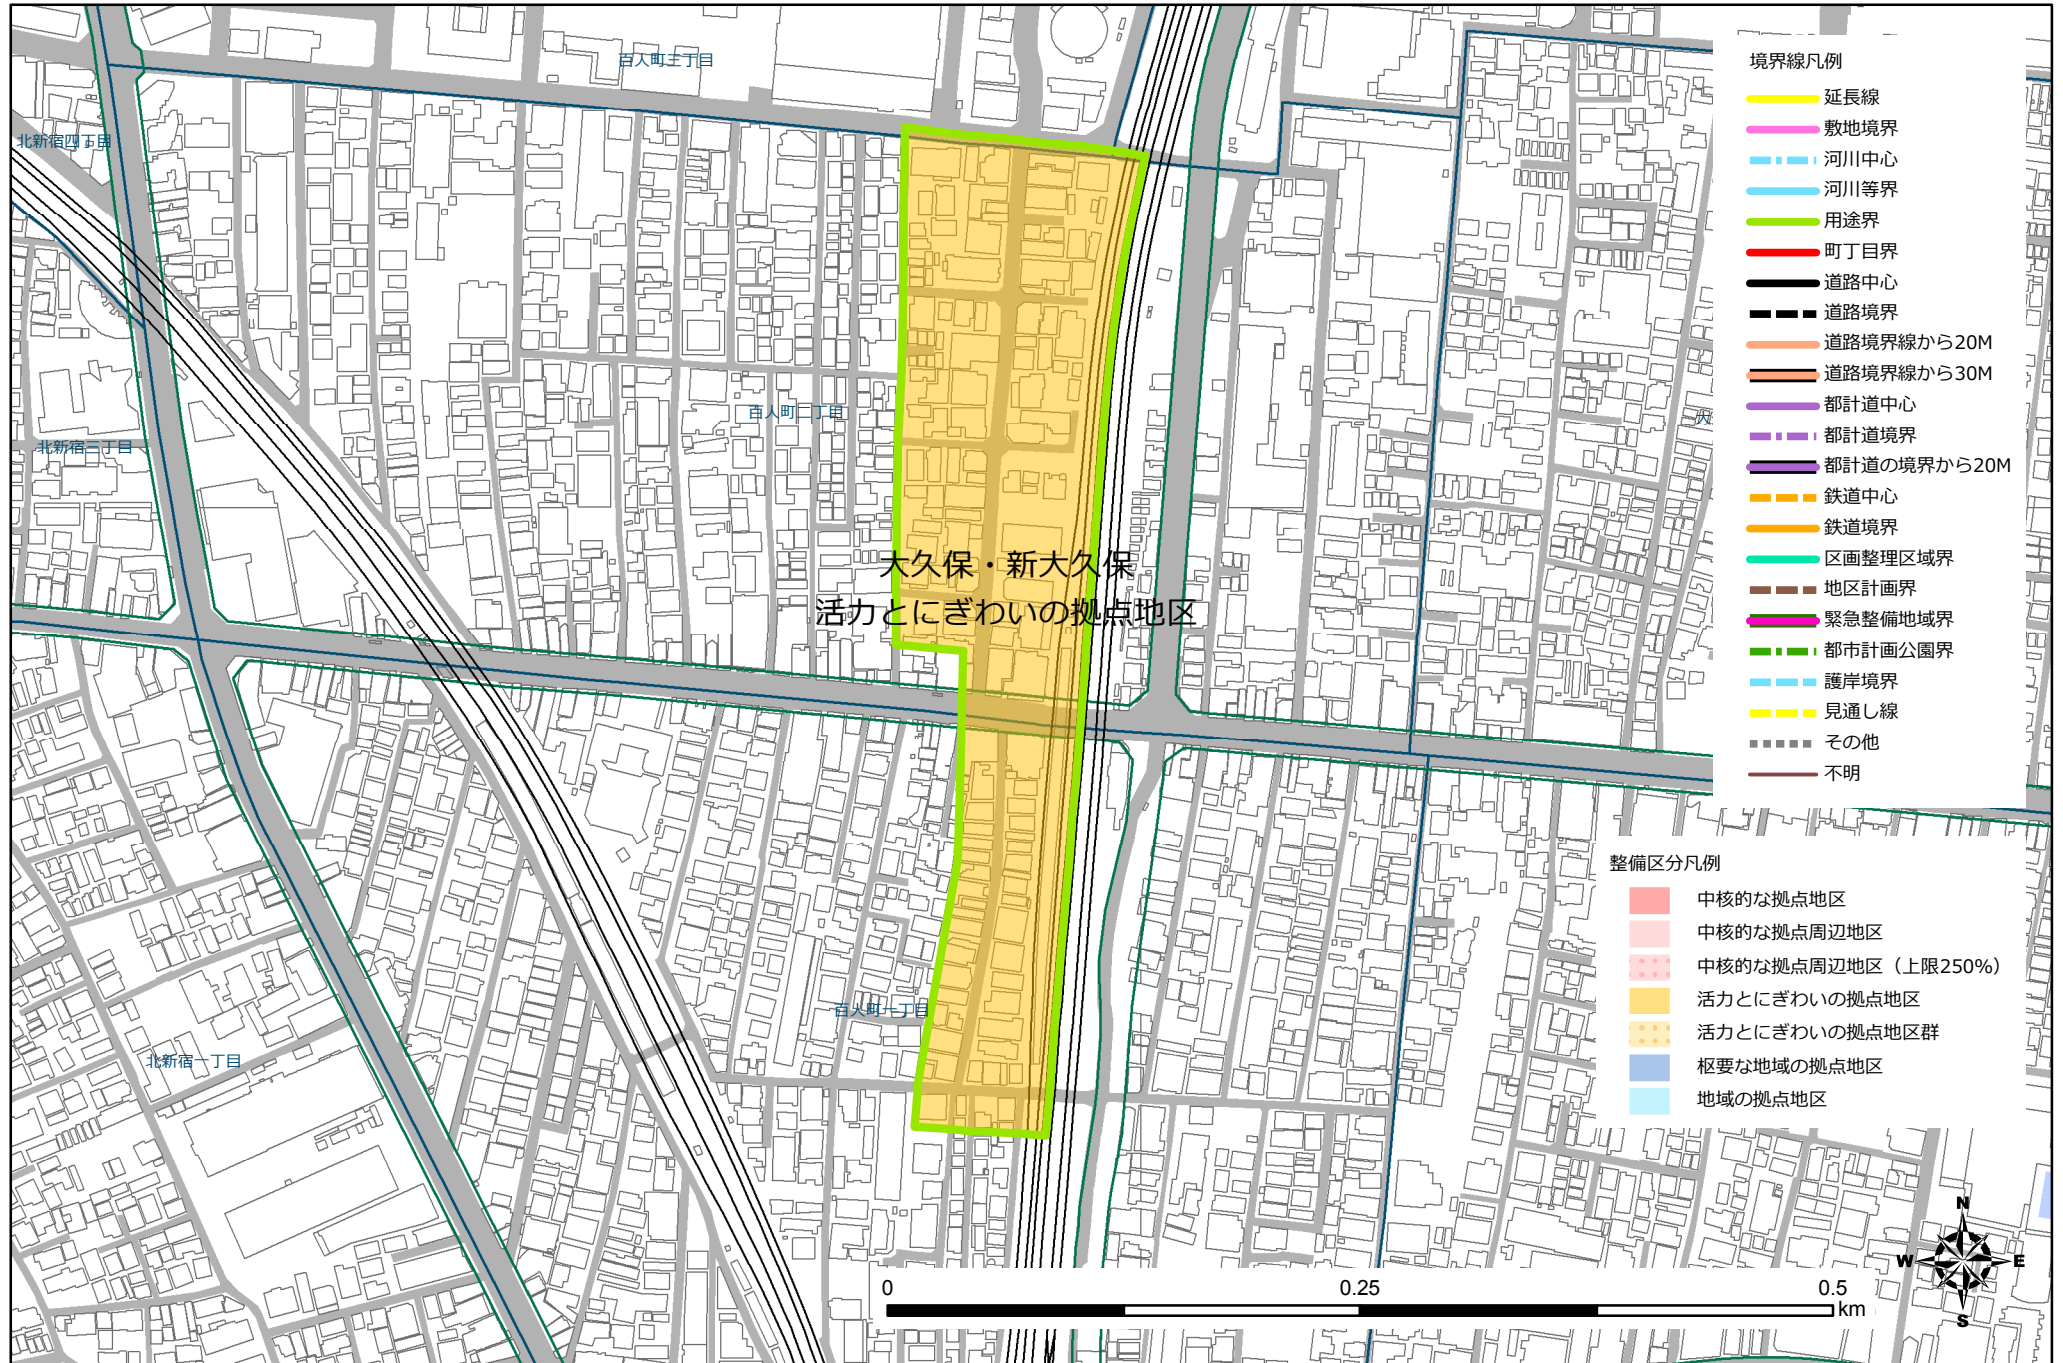 百人町三丁目
北新宿四丁目
百人町二丁目
北新宿三丁目
大久保・新大久保
活力とにぎわいの拠点地区
百人町一丁目
北新宿一丁目
境界線凡例
延長線
敷地境界
河川中心
河川等界
用途界
町丁目界
道路中心
道路境界
道路境界線から20M
道路境界線から30M
都計道中心
都計道境界
都計道の境界から20M
鉄道中心
鉄道境界
区画整理区域界
地区計画界
緊急整備地域界
都市計画公園界
護岸境界
見通し線
その他
不明
整備区分凡例
中核的な拠点地区
中核的な拠点周辺地区
中核的な拠点周辺地区（上限250%）
活力とにぎわいの拠点地区
活力とにぎわいの拠点地区群
枢要な地域の拠点地区
地域の拠点地区
N
W E
S
0 0.25 0.5
km